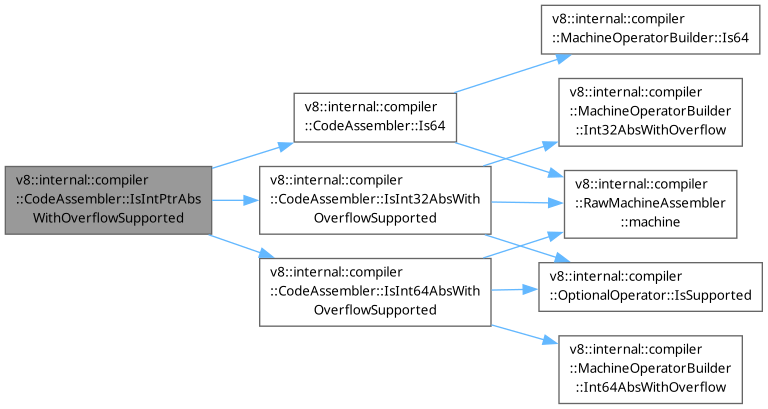 v8::internal::compiler
::CodeAssembler::IsIntPtrAbs
WithOverflowSupported
v8::internal::compiler
::CodeAssembler::Is64
v8::internal::compiler
::CodeAssembler::IsInt32AbsWith
OverflowSupported
v8::internal::compiler
::CodeAssembler::IsInt64AbsWith
OverflowSupported
v8::internal::compiler
::MachineOperatorBuilder::Is64
v8::internal::compiler
::MachineOperatorBuilder
::Int32AbsWithOverflow
v8::internal::compiler
::RawMachineAssembler
::machine
v8::internal::compiler
::OptionalOperator::IsSupported
v8::internal::compiler
::MachineOperatorBuilder
::Int64AbsWithOverflow